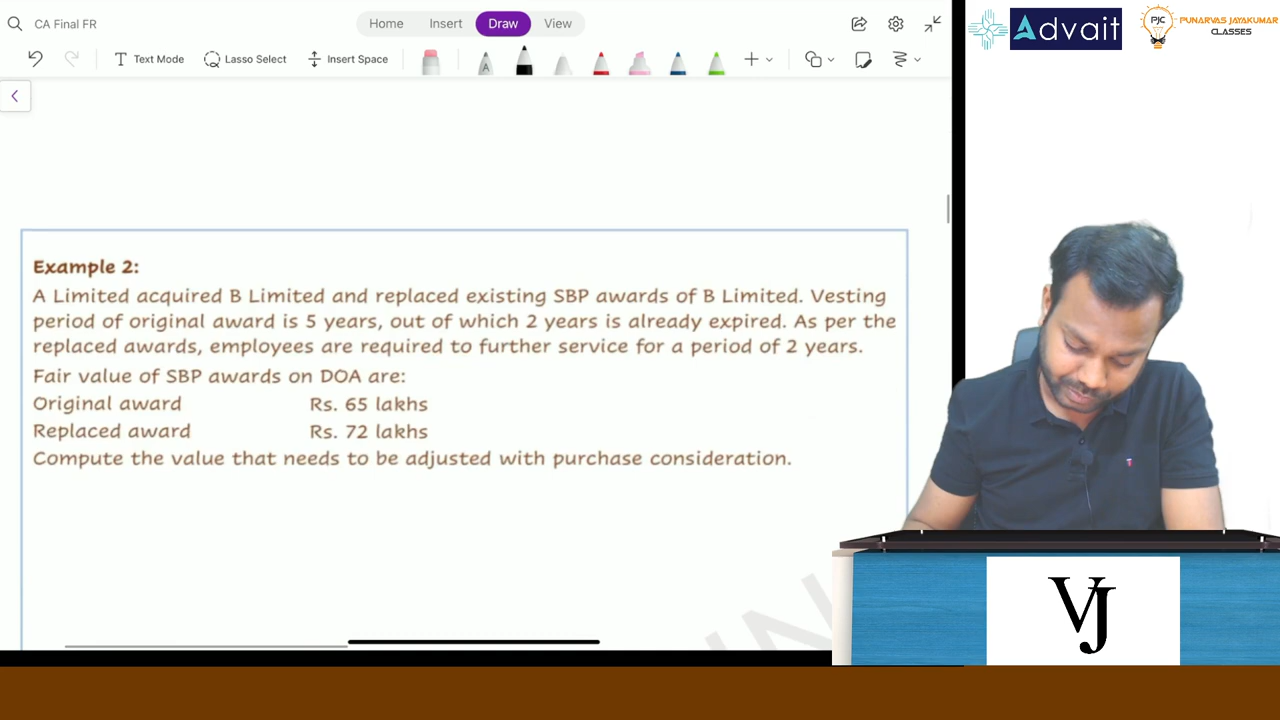 CA Final FR
Home Insert Draw View
Text Mode Lasso Select Insert Space
A
Advait
PJC PUNARVAS JAYAKUMAR
CLASSES
Example 2:
A Limited acquired B Limited and replaced existing SBP awards of B Limited. Vesting
period of original award is 5 years, out of which 2 years is already expired. As per the
replaced awards, employees are required to further service for a period of 2 years.
Fair value of SBP awards on DOA are:
Original award Rs. 65 lakhs
Replaced award Rs. 72 lakhs
Compute the value that needs to be adjusted with purchase consideration.
VJ